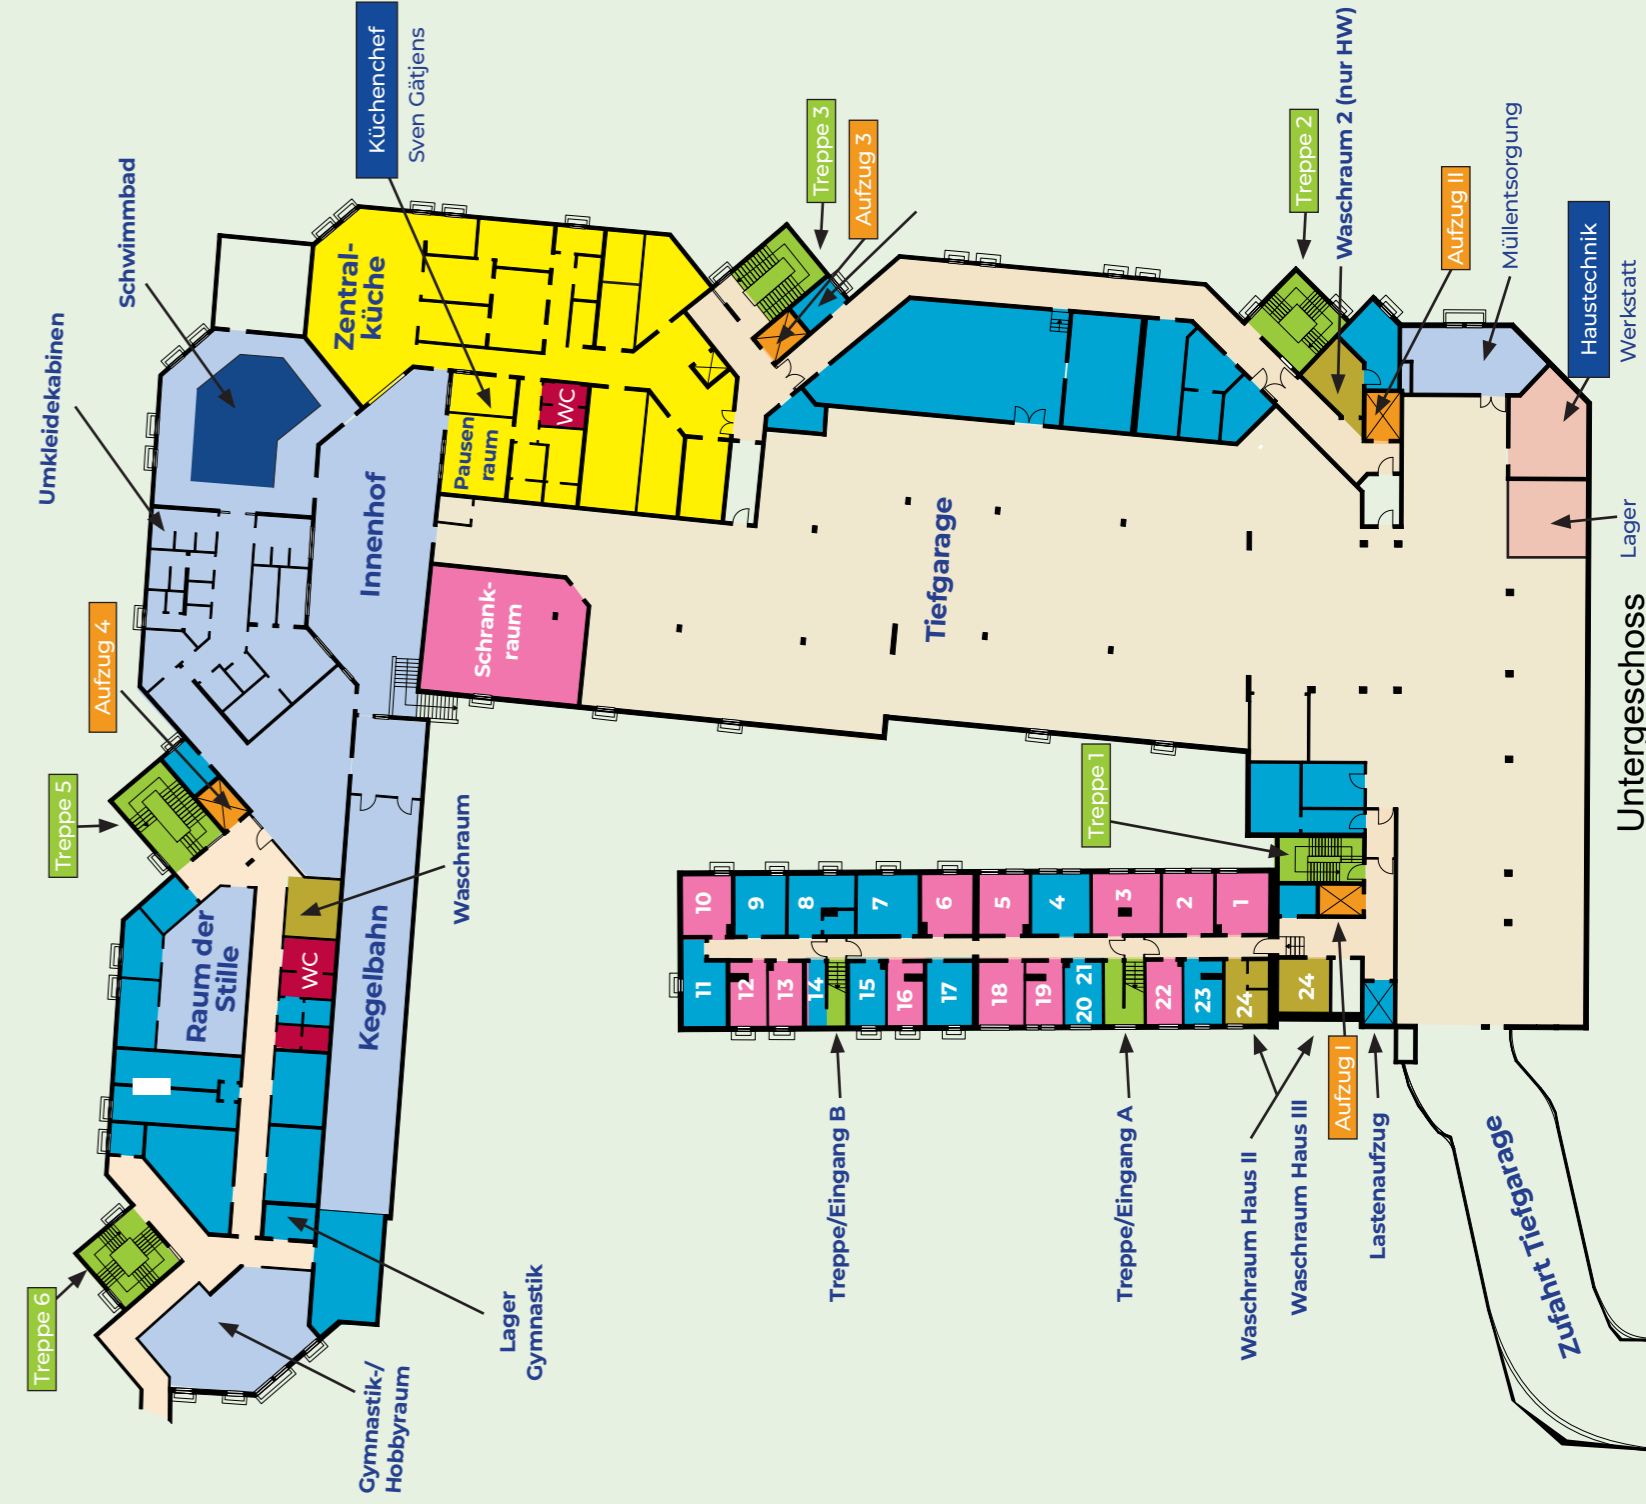 Untergeschoss
Treppe 6
Treppe 5
Aufzug 4
Umkleidekabinen
Schwimmbad
Küchenchef
Sven Gätjens
Zentral-
küche
Pausen
raum
WC
Innenhof
Schrank-
raum
Treppe 3
Aufzug 3
Tiefgarage
Treppe 2
Waschraum 2 (nur HW)
Aufzug II
Müllentsorgung
Haustechnik
Werkstatt
Lager
Raum der
Stille
WC
Kegelbahn
Waschraum
Lager
Gymnastik
Gymnastik-/
Hobbyraum
Treppe 1
10
9
8
7
6
5
4
3
2
1
11
12
13
14
15
16
17
18
19
20 21
22
23
24
24
Treppe/Eingang B
Treppe/Eingang A
Waschraum Haus II
Waschraum Haus III
Aufzug I
Lastenaufzug
Zufahrt Tiefgarage